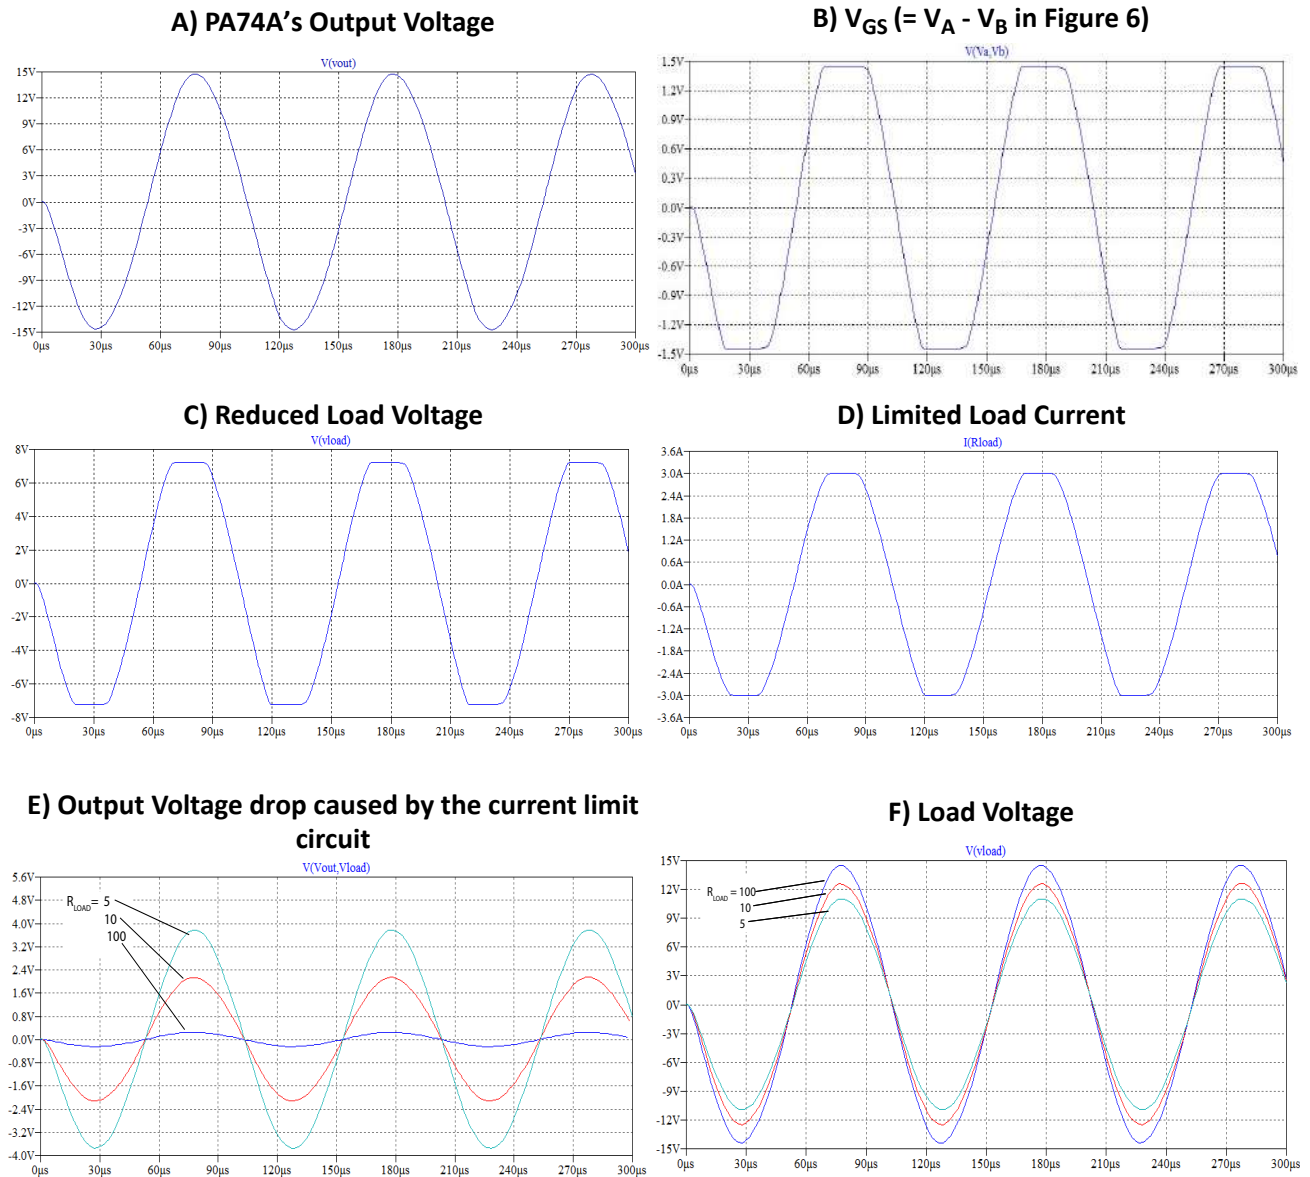 A) PA74A's Output Voltage
V(vout)
15V
12V
9V
6V
3V
0V
-3V
-6V
-9V
-12V
-15V
0µs 30µs 60µs 90µs 120µs 150µs 180µs 210µs 240µs 270µs 300µs
B) VGS (= VA - VB in Figure 6)
V(Va,Vb)
1.5V
1.2V
0.9V
0.6V
0.3V
0.0V
-0.3V
-0.6V
-0.9V
-1.2V
-1.5V
0µs 30µs 60µs 90µs 120µs 150µs 180µs 210µs 240µs 270µs 300µs
C) Reduced Load Voltage
V(vload)
8V
6V
4V
2V
0V
-2V
-4V
-6V
-8V
0µs 30µs 60µs 90µs 120µs 150µs 180µs 210µs 240µs 270µs 300µs
D) Limited Load Current
I(Rload)
3.6A
3.0A
2.4A
1.8A
1.2A
0.6A
0.0A
-0.6A
-1.2A
-1.8A
-2.4A
-3.0A
-3.6A
0µs 30µs 60µs 90µs 120µs 150µs 180µs 210µs 240µs 270µs 300µs
E) Output Voltage drop caused by the current limit
circuit
V(Vout,Vload)
5.6V
4.8V
4.0V
3.2V
2.4V
1.6V
0.8V
0.0V
-0.8V
-1.6V
-2.4V
-3.2V
-4.0V
RLOAD= 5
10
100
0µs 30µs 60µs 90µs 120µs 150µs 180µs 210µs 240µs 270µs 300µs
F) Load Voltage
V(vload)
15V
12V
9V
6V
3V
0V
-3V
-6V
-9V
-12V
-15V
RLOAD = 100
10
5
0µs 30µs 60µs 90µs 120µs 150µs 180µs 210µs 240µs 270µs 300µs